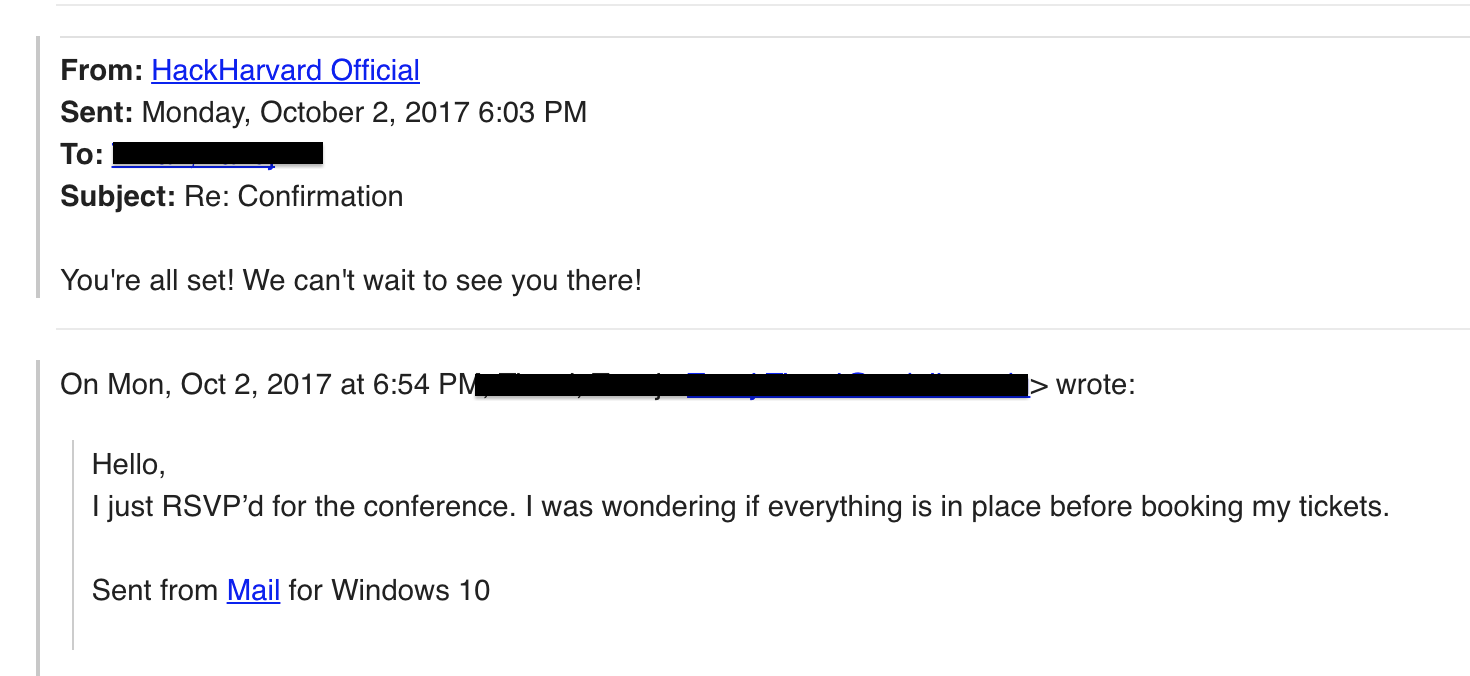 From: HackHarvard Official
Sent: Monday, October 2, 2017 6:03 PM
To:
Subject: Re: Confirmation
You're all set! We can't wait to see you there!
On Mon, Oct 2, 2017 at 6:54 PM, > wrote:
Hello,
I just RSVP’d for the conference. I was wondering if everything is in place before booking my tickets.
Sent from Mail for Windows 10